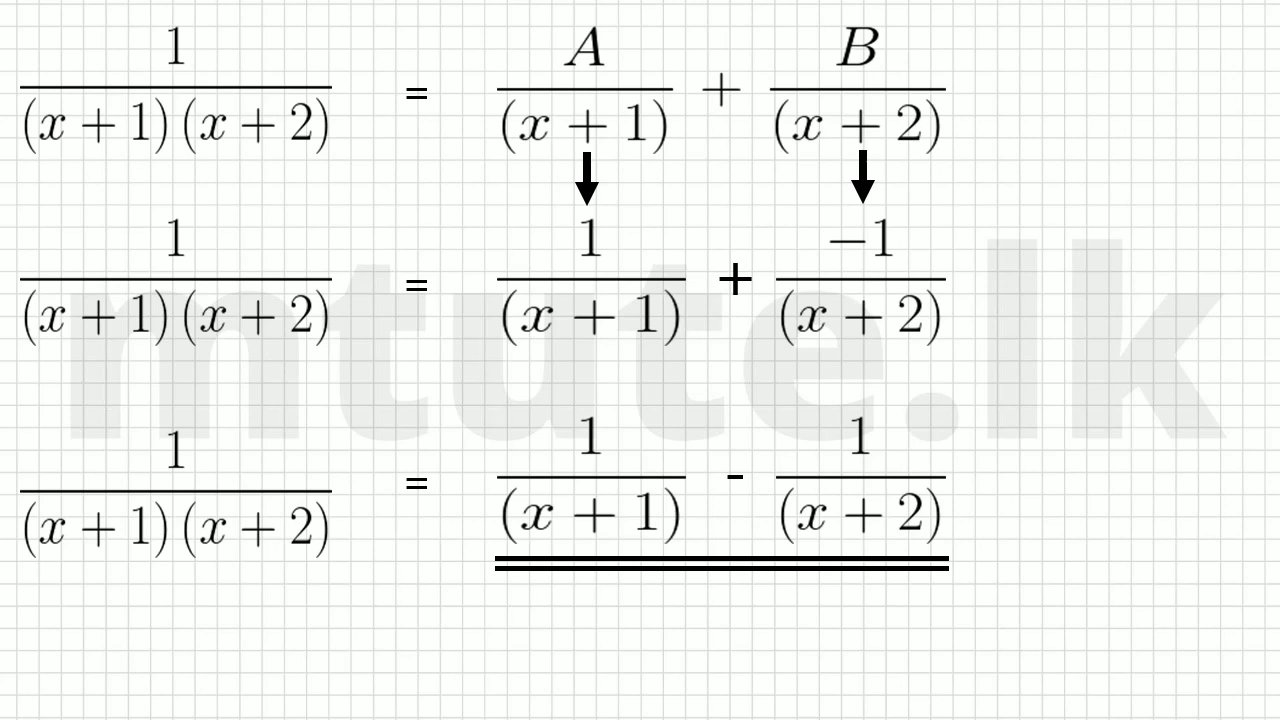 1/((x + 1)(x + 2)) = A/(x + 1) + B/(x + 2)
1/((x + 1)(x + 2)) = 1/(x + 1) + −1/(x + 2)
mtute.lk
1/((x + 1)(x + 2)) = 1/(x + 1) - 1/(x + 2)